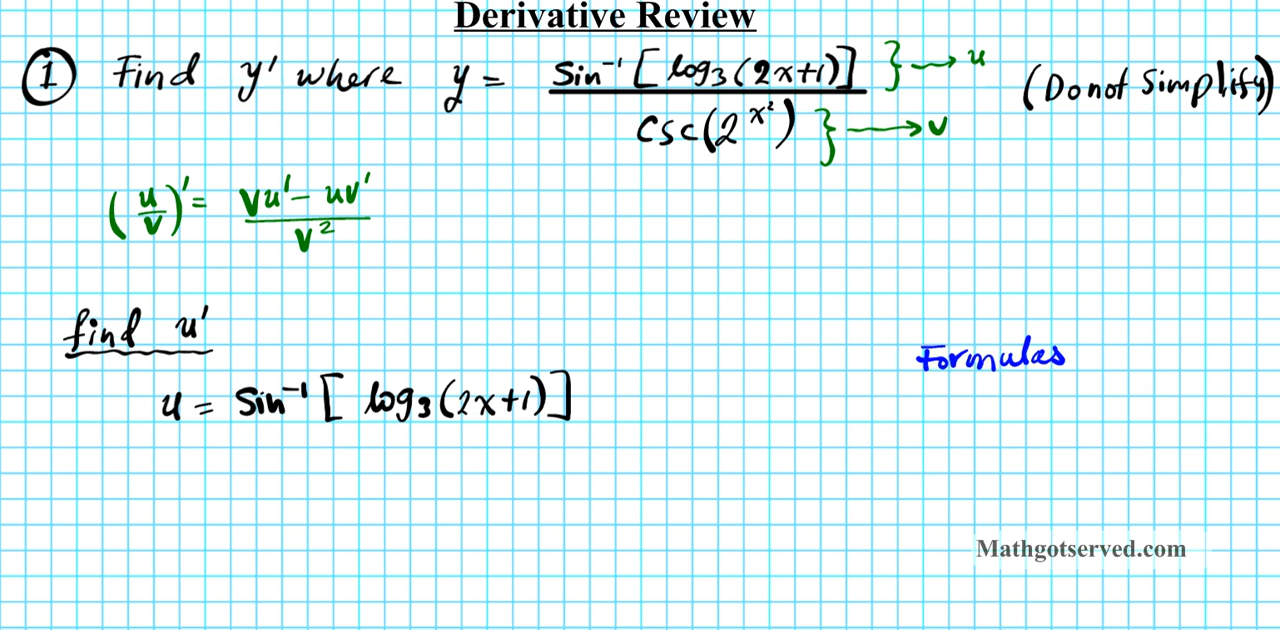 Derivative Review
① Find y' where y = sin⁻¹[log₃(2x+1)] / csc(2^x²) } → u } → v (Do not Simplify)
(u/v)' = vu' - uv' / v²
find u'
Formulas
u = sin⁻¹[log₃(2x+1)]
Mathgotserved.com